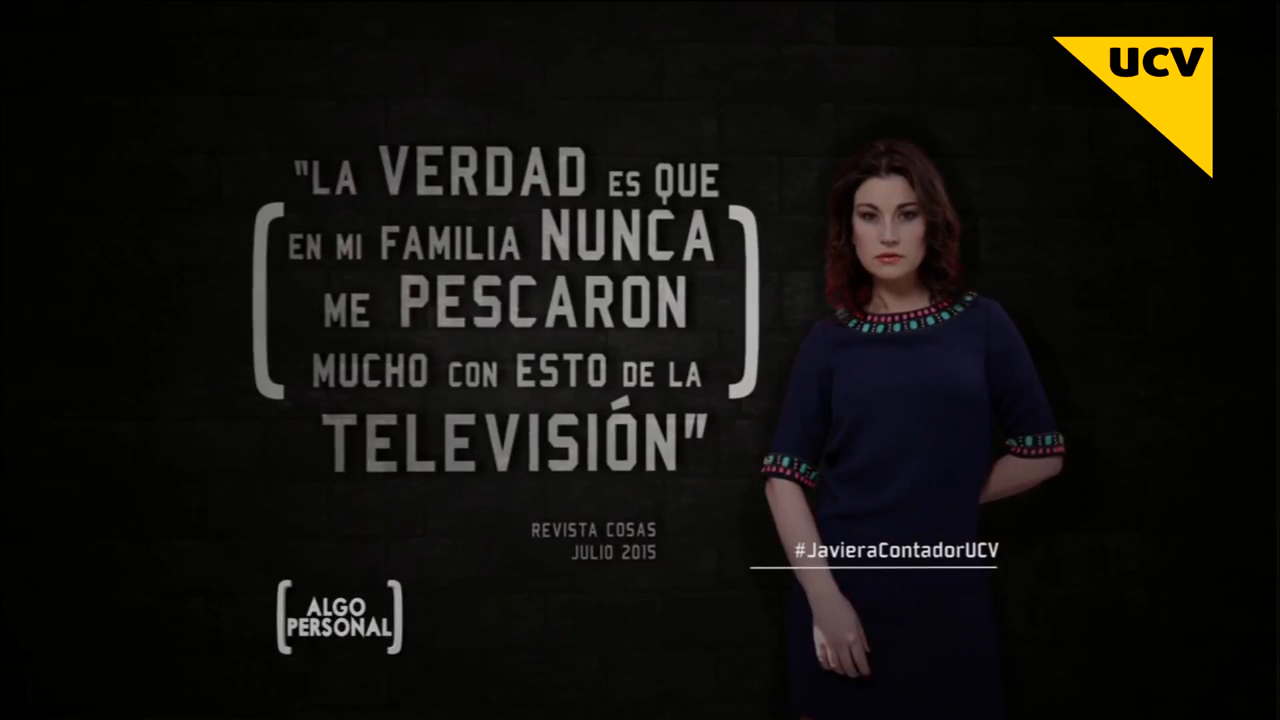 UCV
"LA VERDAD ES QUE
EN MI FAMILIA NUNCA
ME PESCARON
MUCHO CON ESTO DE LA
TELEVISIÓN"
REVISTA COSAS
JULIO 2015
#JavieraContadorUCV
ALGO
PERSONAL